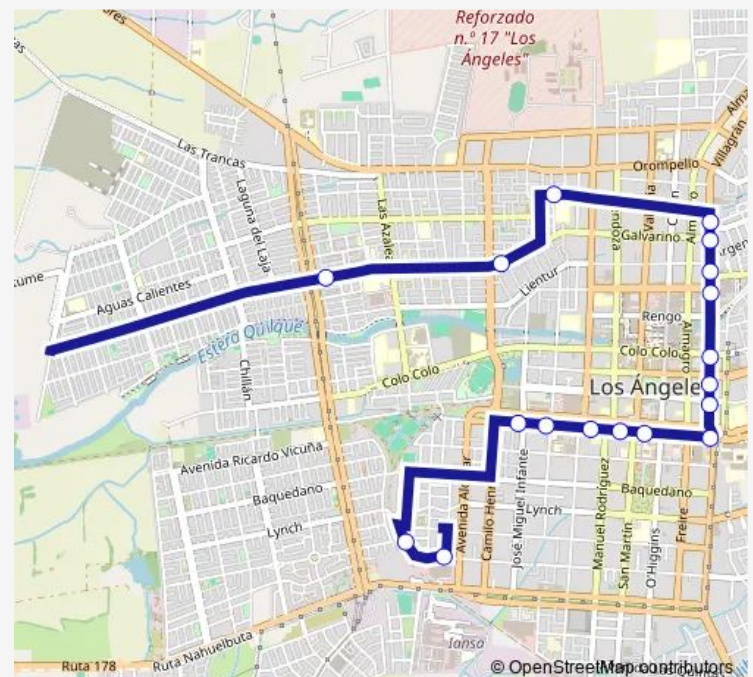 Reforzado
n.º 17 "Los
Ángeles"
Las Trancas
Laguna del Laja
Las Azalea
Orompello
Villagrán
Galvarino
Aguas Calientes
Lientur
Estero Quilque
Rengo
Almagro
Chillán
Colo Colo
Colo Colo
Los Ángele
Avenida Ricardo Vicuña
Baquedano
Lynch
Camilo Henr
José Miguel Infante
Lynch
Manuel Rodríguez
San Martín
O'Higgins
Freire
Baquedano
Iansa
Ruta Nahuelbuta
Ruta 178
© OpenStreetMap contributors